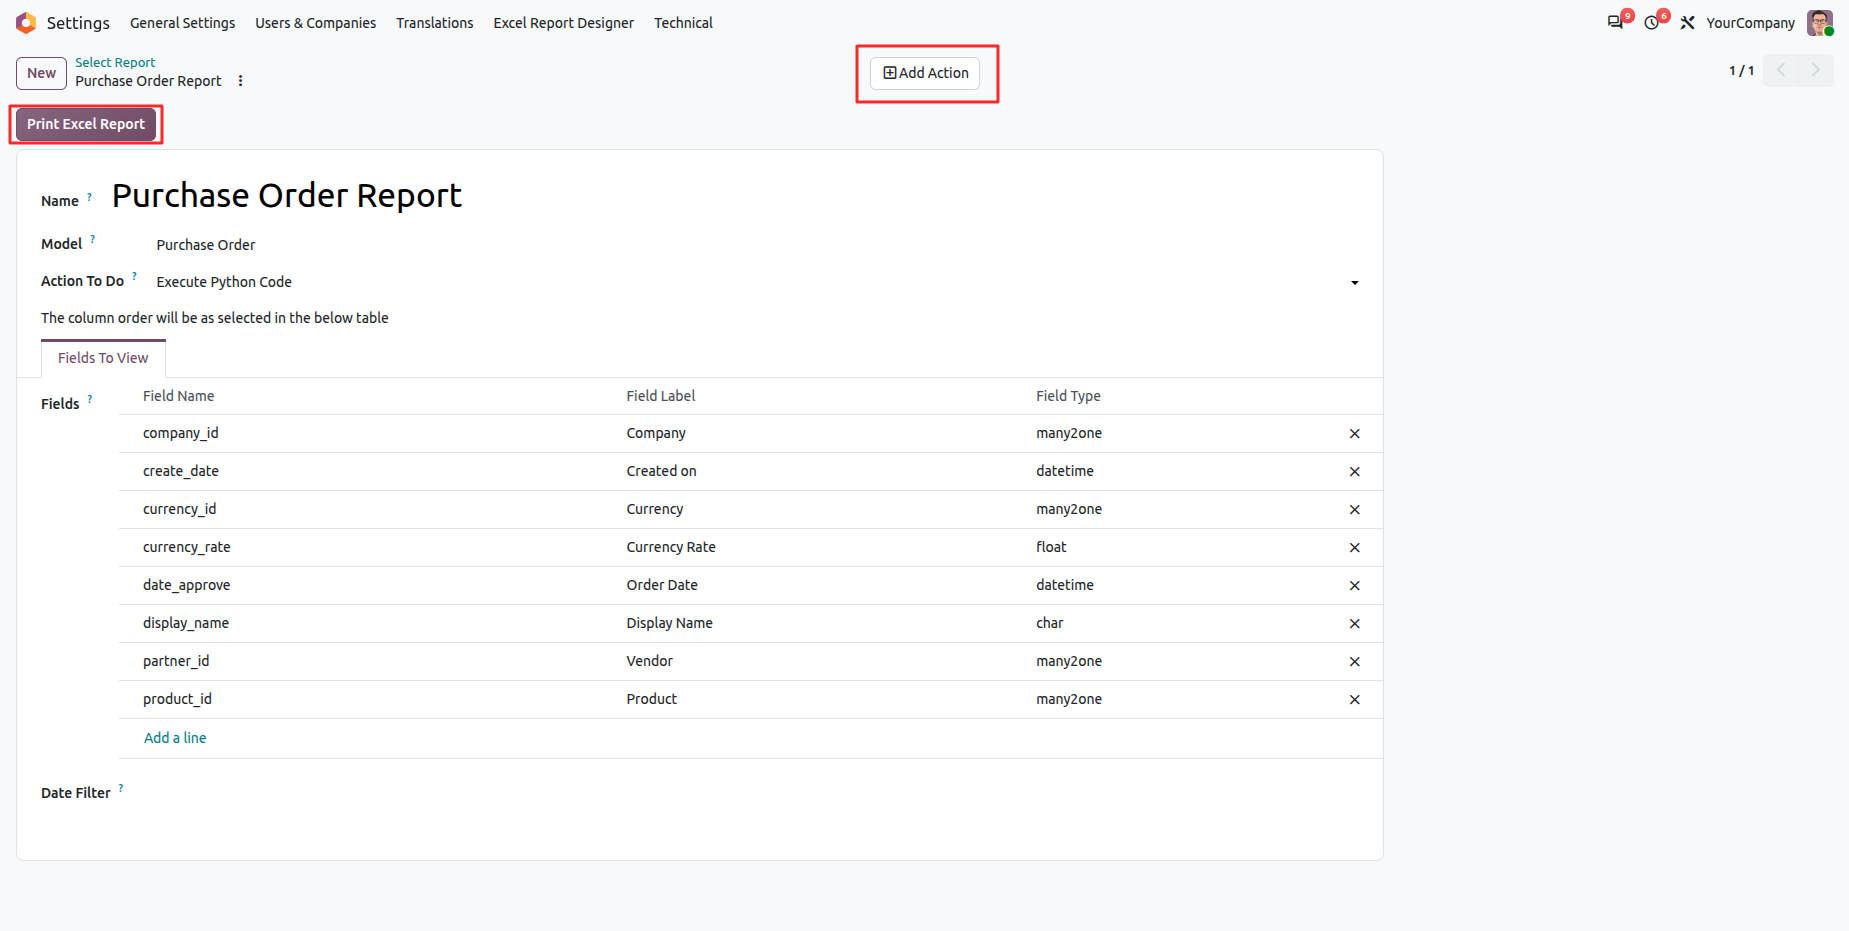 Settings General Settings Users & Companies Translations Excel Report Designer Technical 9 6 YourCompany
New Select Report
Purchase Order Report
Add Action
1 / 1
Print Excel Report
Name ? Purchase Order Report
Model ? Purchase Order
Action To Do ? Execute Python Code
The column order will be as selected in the below table
Fields To View
Fields ? Field Name Field Label Field Type
company_id Company many2one
create_date Created on datetime
currency_id Currency many2one
currency_rate Currency Rate float
date_approve Order Date datetime
display_name Display Name char
partner_id Vendor many2one
product_id Product many2one
Add a line
Date Filter ?